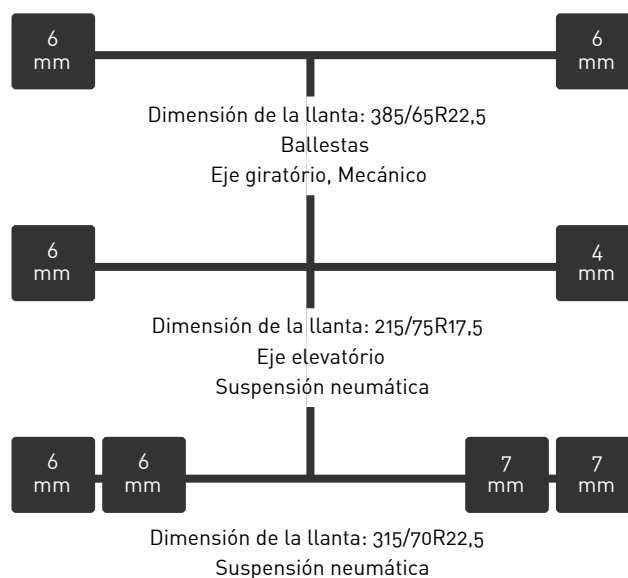 6 mm 6 mm
Dimensión de la llanta: 385/65R22,5
Ballestas
Eje giratório, Mecánico
6 mm 4 mm
Dimensión de la llanta: 215/75R17,5
Eje elevatório
Suspensión neumática
6 mm 6 mm 7 mm 7 mm
Dimensión de la llanta: 315/70R22,5
Suspensión neumática